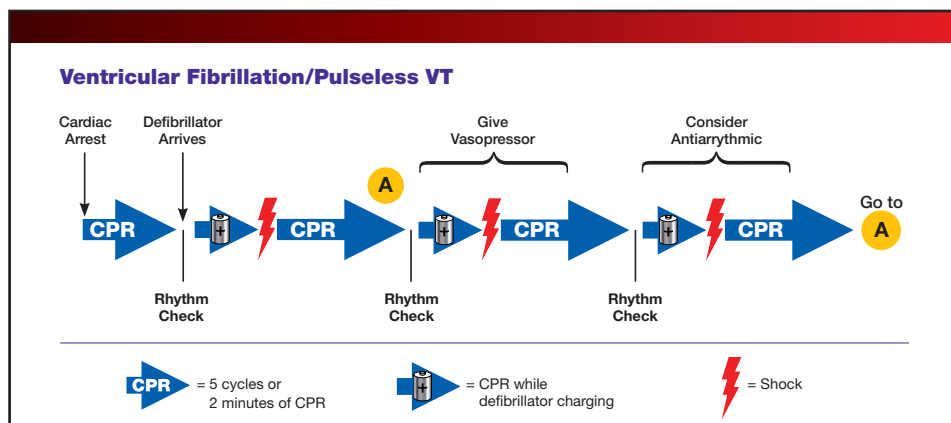 Ventricular Fibrillation/Pulseless VT
Cardiac
Arrest
Defibrillator
Arrives
Give
Vasopressor
Consider
Antiarrythmic
A
Go to
A
CPR
+
CPR
+
CPR
+
CPR
Rhythm
Check
Rhythm
Check
Rhythm
Check
CPR
= 5 cycles or
2 minutes of CPR
+
= CPR while
defibrillator charging
= Shock